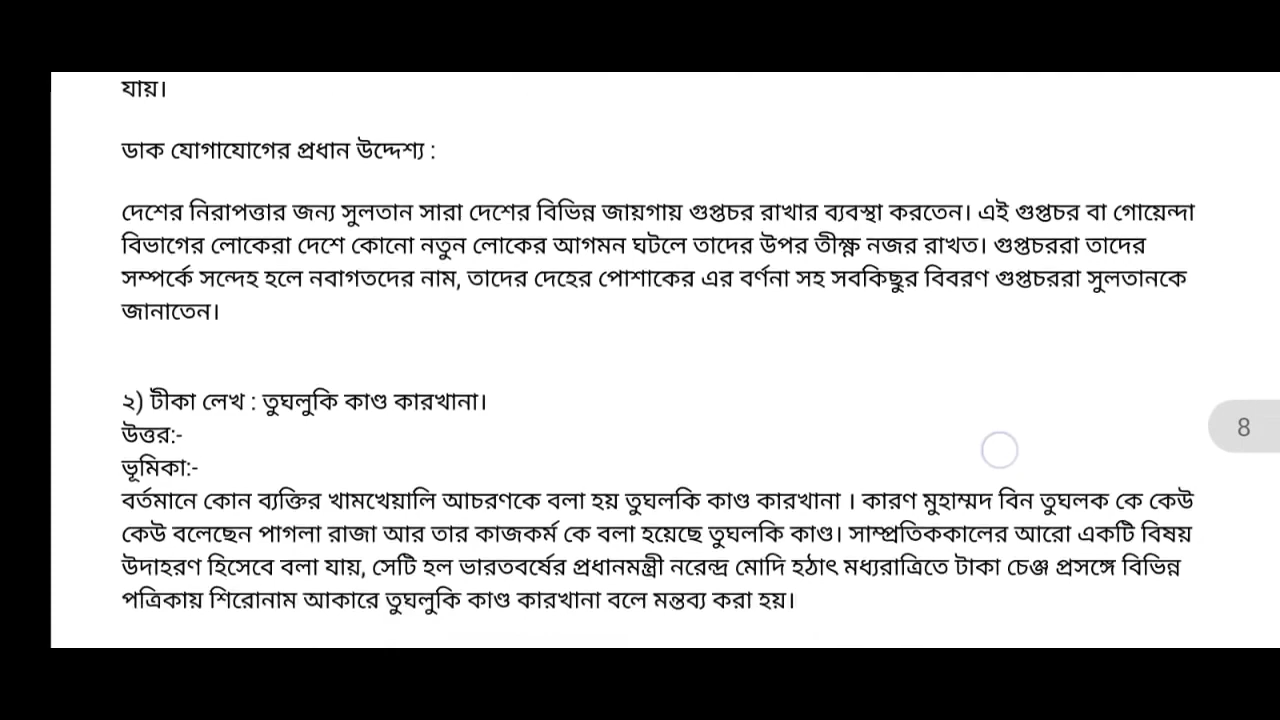 যায়।
ডাক যোগাযোগের প্রধান উদ্দেশ্য :
দেশের নিরাপত্তার জন্য সুলতান সারা দেশের বিভিন্ন জায়গায় গুপ্তচর রাখার ব্যবস্থা করতেন। এই গুপ্তচর বা গোয়েন্দা
বিভাগের লোকেরা দেশে কোনো নতুন লোকের আগমন ঘটলে তাদের উপর তীক্ষ্ণ নজর রাখত। গুপ্তচররা তাদের
সম্পর্কে সন্দেহ হলে নবাগতদের নাম, তাদের দেহের পোশাকের এর বর্ণনা সহ সবকিছুর বিবরণ গুপ্তচররা সুলতানকে
জানাতেন।
২) টীকা লেখ : তুঘলুকি কাণ্ড কারখানা।
উত্তর:-
ভূমিকা:-
বর্তমানে কোন ব্যক্তির খামখেয়ালি আচরণকে বলা হয় তুঘলকি কাণ্ড কারখানা । কারণ মুহাম্মদ বিন তুঘলক কে কেউ
কেউ বলেছেন পাগলা রাজা আর তার কাজকর্ম কে বলা হয়েছে তুঘলকি কাণ্ড। সাম্প্রতিককালের আরো একটি বিষয়
উদাহরণ হিসেবে বলা যায়, সেটি হল ভারতবর্ষের প্রধানমন্ত্রী নরেন্দ্র মোদি হঠাৎ মধ্যরাত্রিতে টাকা চেঞ্জ প্রসঙ্গে বিভিন্ন
পত্রিকায় শিরোনাম আকারে তুঘলুকি কাণ্ড কারখানা বলে মন্তব্য করা হয়।
8